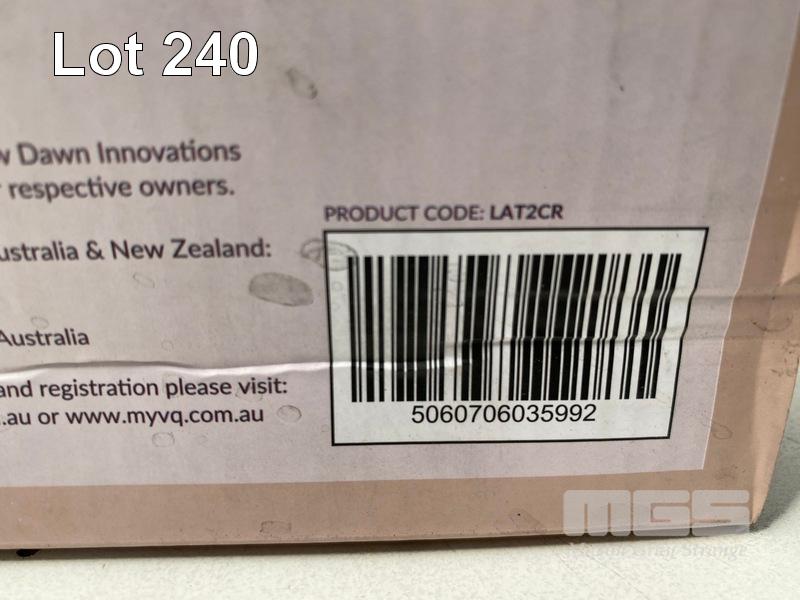 Lot 240
Dawn Innovations
respective owners.
PRODUCT CODE: LAT2CR
& New Zealand:
Australia
and registration please visit:
.au or www.myvq.com.au
5060706035992
MGS